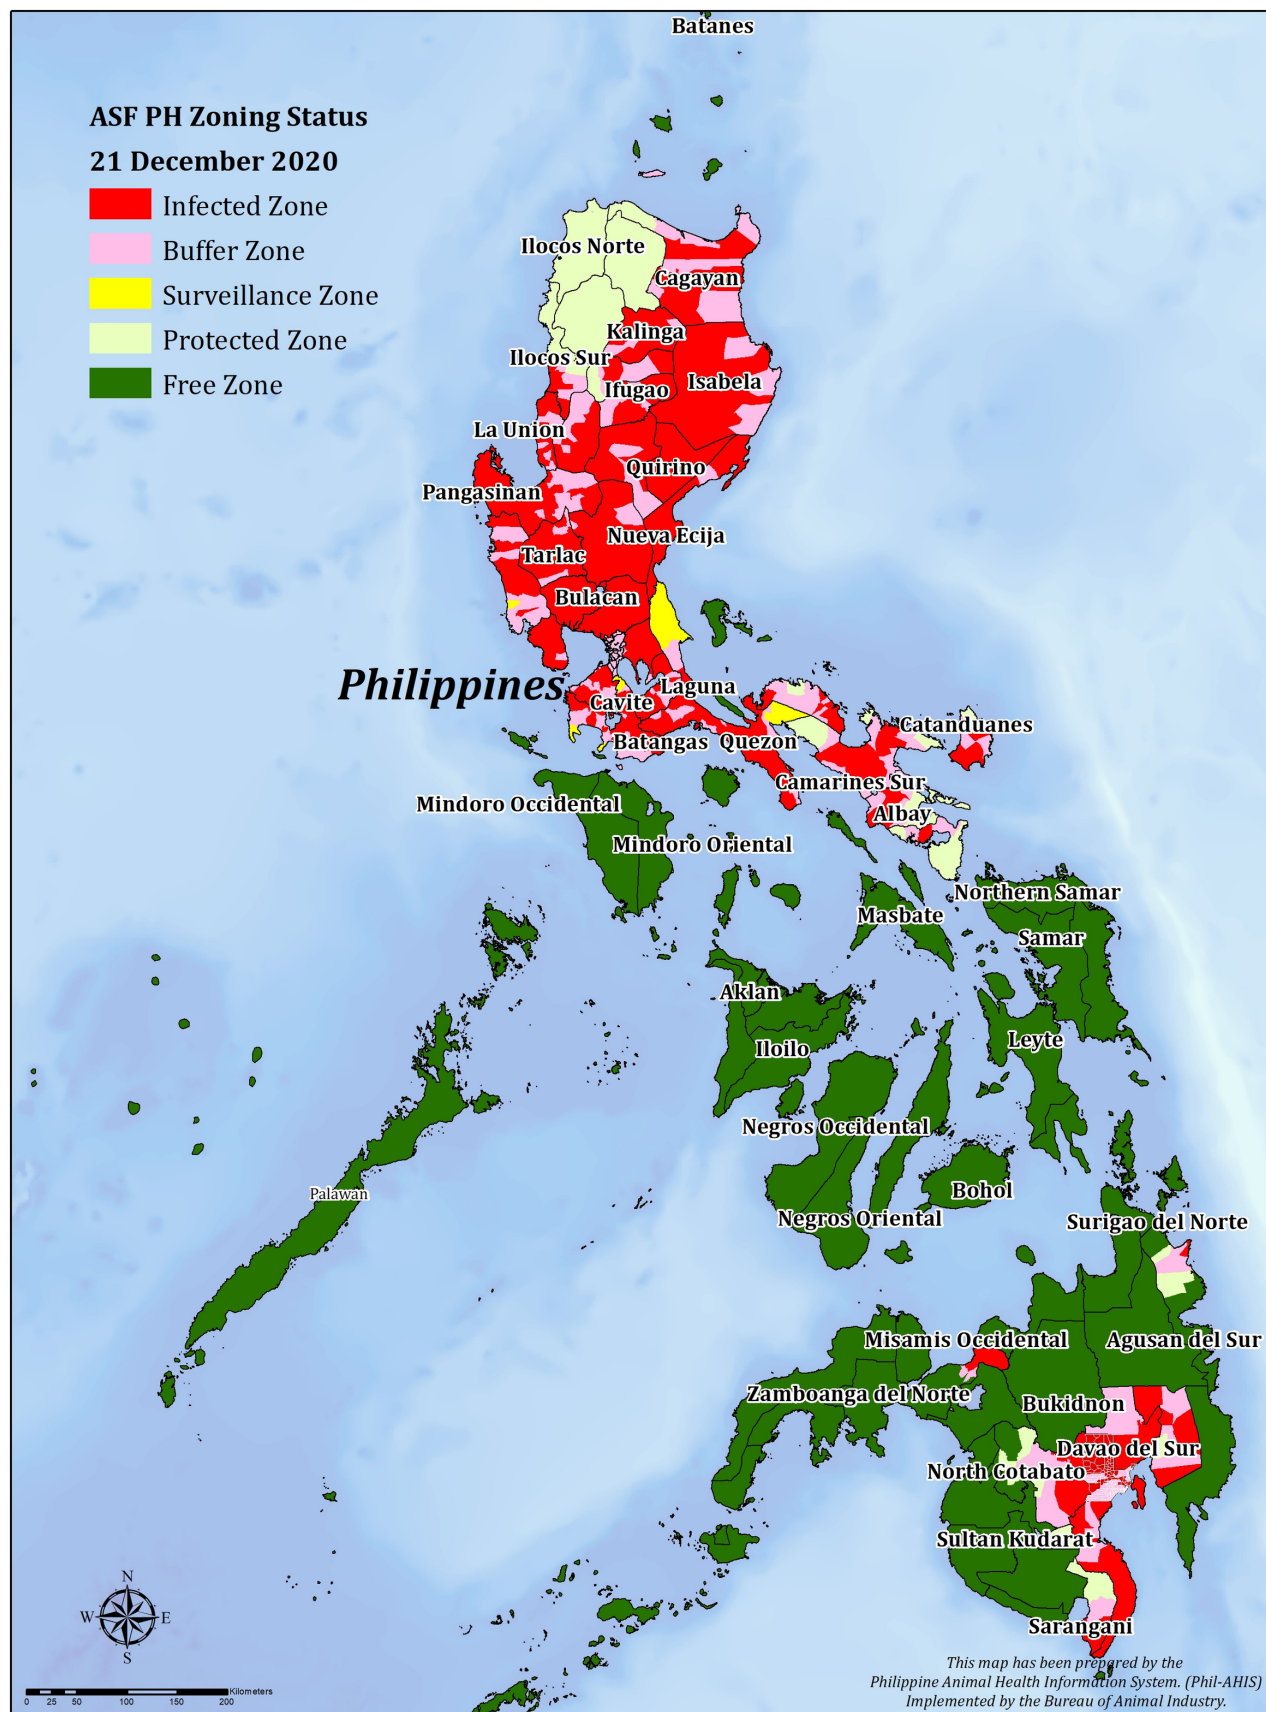 Batanes
ASF PH Zoning Status
21 December 2020
Infected Zone
Buffer Zone
Surveillance Zone
Protected Zone
Free Zone
Ilocos Norte
Cagayan
Kalinga
Ilocos Sur
Ifugao
Isabela
La Union
Quirino
Pangasinan
Nueva Ecija
Tarlac
Bulacan
Philippines
Laguna
Cavite
Catanduanes
Batangas
Quezon
Camarines Sur
Mindoro Occidental
Albay
Mindoro Oriental
Northern Samar
Masbate
Samar
Aklan
Leyte
Iloilo
Negros Occidental
Palawan
Bohol
Negros Oriental
Surigao del Norte
Misamis Occidental
Agusan del Sur
Zamboanga del Norte
Bukidnon
Davao del Sur
North Cotabato
Sultan Kudarat
N
W
E
S
Sarangani
This map has been prepared by the
Philippine Animal Health Information System. (Phil-AHIS)
Implemented by the Bureau of Animal Industry.
Kilometers
0 25 50 100 150 200